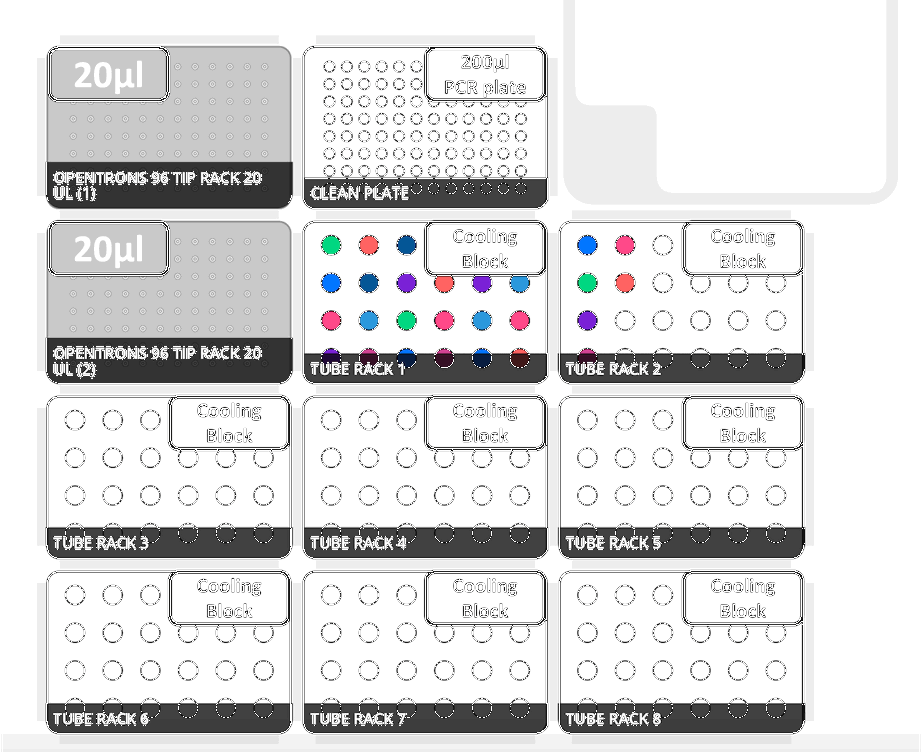 20µl
OPENTRONS 96 TIP RACK 20
UL (1)
200µl
PCR plate
CLEAN PLATE
20µl
OPENTRONS 96 TIP RACK 20
UL (2)
Cooling
Block
TUBE RACK 1
Cooling
Block
TUBE RACK 2
Cooling
Block
TUBE RACK 3
Cooling
Block
TUBE RACK 4
Cooling
Block
TUBE RACK 5
Cooling
Block
TUBE RACK 6
Cooling
Block
TUBE RACK 7
Cooling
Block
TUBE RACK 8